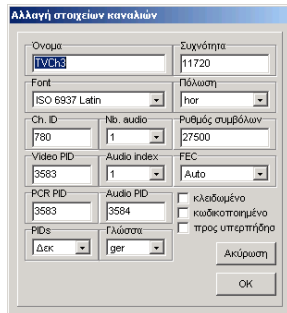 Αλλαγή στοιχείων καναλιών
Όνομα
TVCh3
Συχνότητα
11720
Font
ISO 6937 Latin
Πόλωση
hor
Ch. ID
780
Nb. audio
1
Ρυθμός συμβόλων
27500
Video PID
3583
Audio index
1
FEC
Auto
PCR PID
3583
Audio PID
3584
κλειδωμένο
κωδικοποιημένο
προς υπερπήδησ
PIDs
Δεκ
Γλώσσα
ger
Ακύρωση
OK